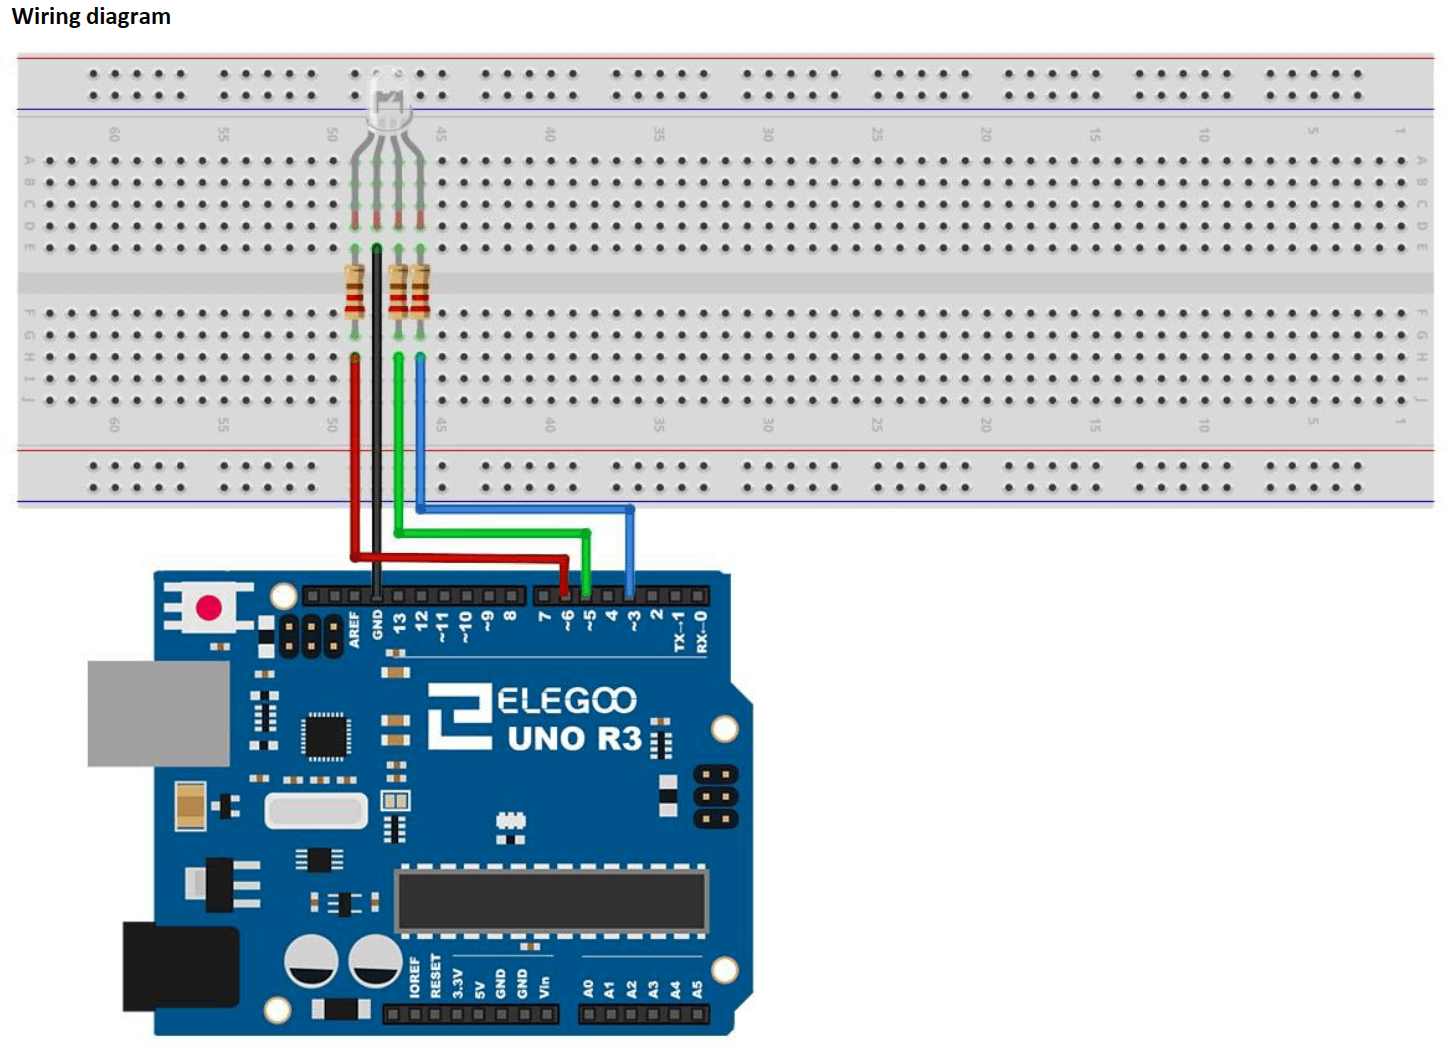 Wiring diagram
60 55 50 45 40 35 30 25 20 15 10 5 1
A A
B B
C C
D D
E E
F F
G G
H H
I I
J J
60 55 50 45 40 35 30 25 20 15 10 5 1
AREF GND 13 12 ~11 ~10 ~9 8 7 ~6 ~5 4 ~3 2 TX→1 RX←0
ELEGOO
UNO R3
IOREF RESET 3.3V 5V GND GND Vin A0 A1 A2 A3 A4 A5